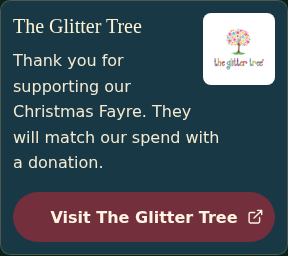 The Glitter Tree
the glitter tree
Thank you for
supporting our
Christmas Fayre. They
will match our spend with
a donation.
Visit The Glitter Tree